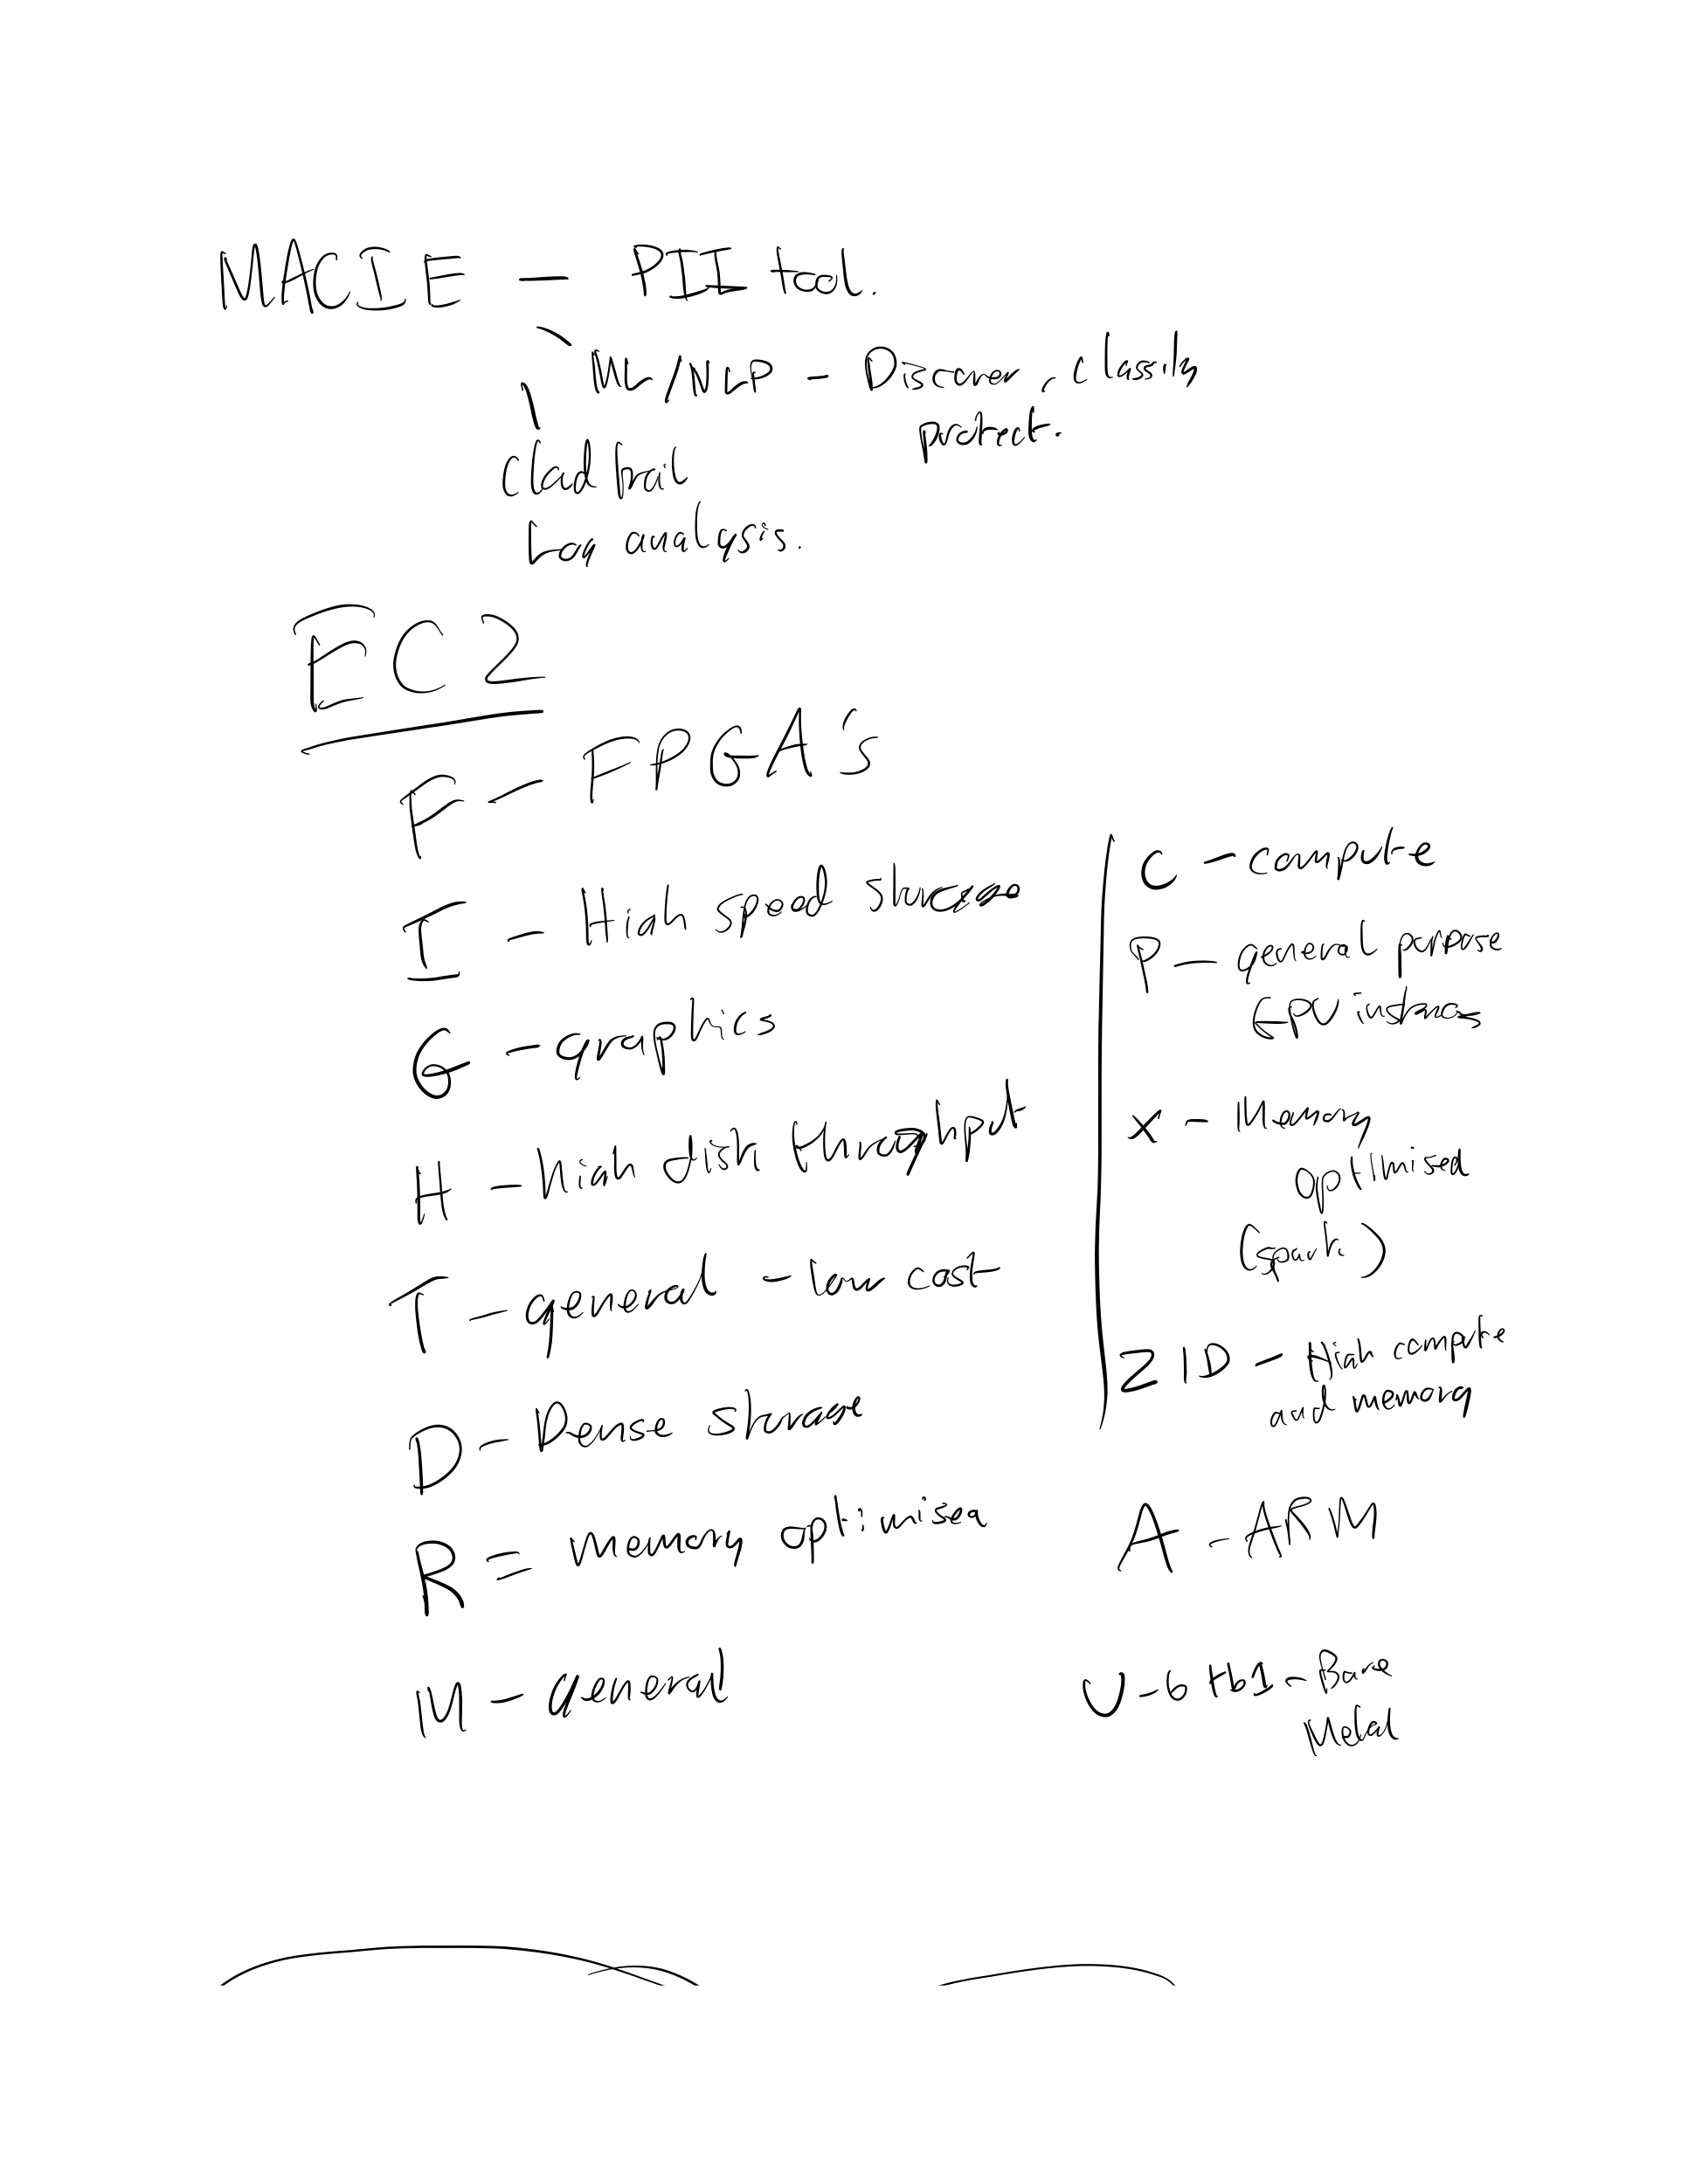 MACIE - PII tool.
ML/NLP - Discover, classify
protect.
Cloud trail
Log analysis.
EC2
F - FPGA's
I - High speed storage
G - graphics
H - high disk throughput
T - general - low cost
D - Dense storage
R = memory optimised
M - general
C - compute
P - general purpose
GPU instances
X - Memory
optimised
(spark)
Z1D - High compute
and memory
A - ARM
U - 6tb1 - Bare
Metal